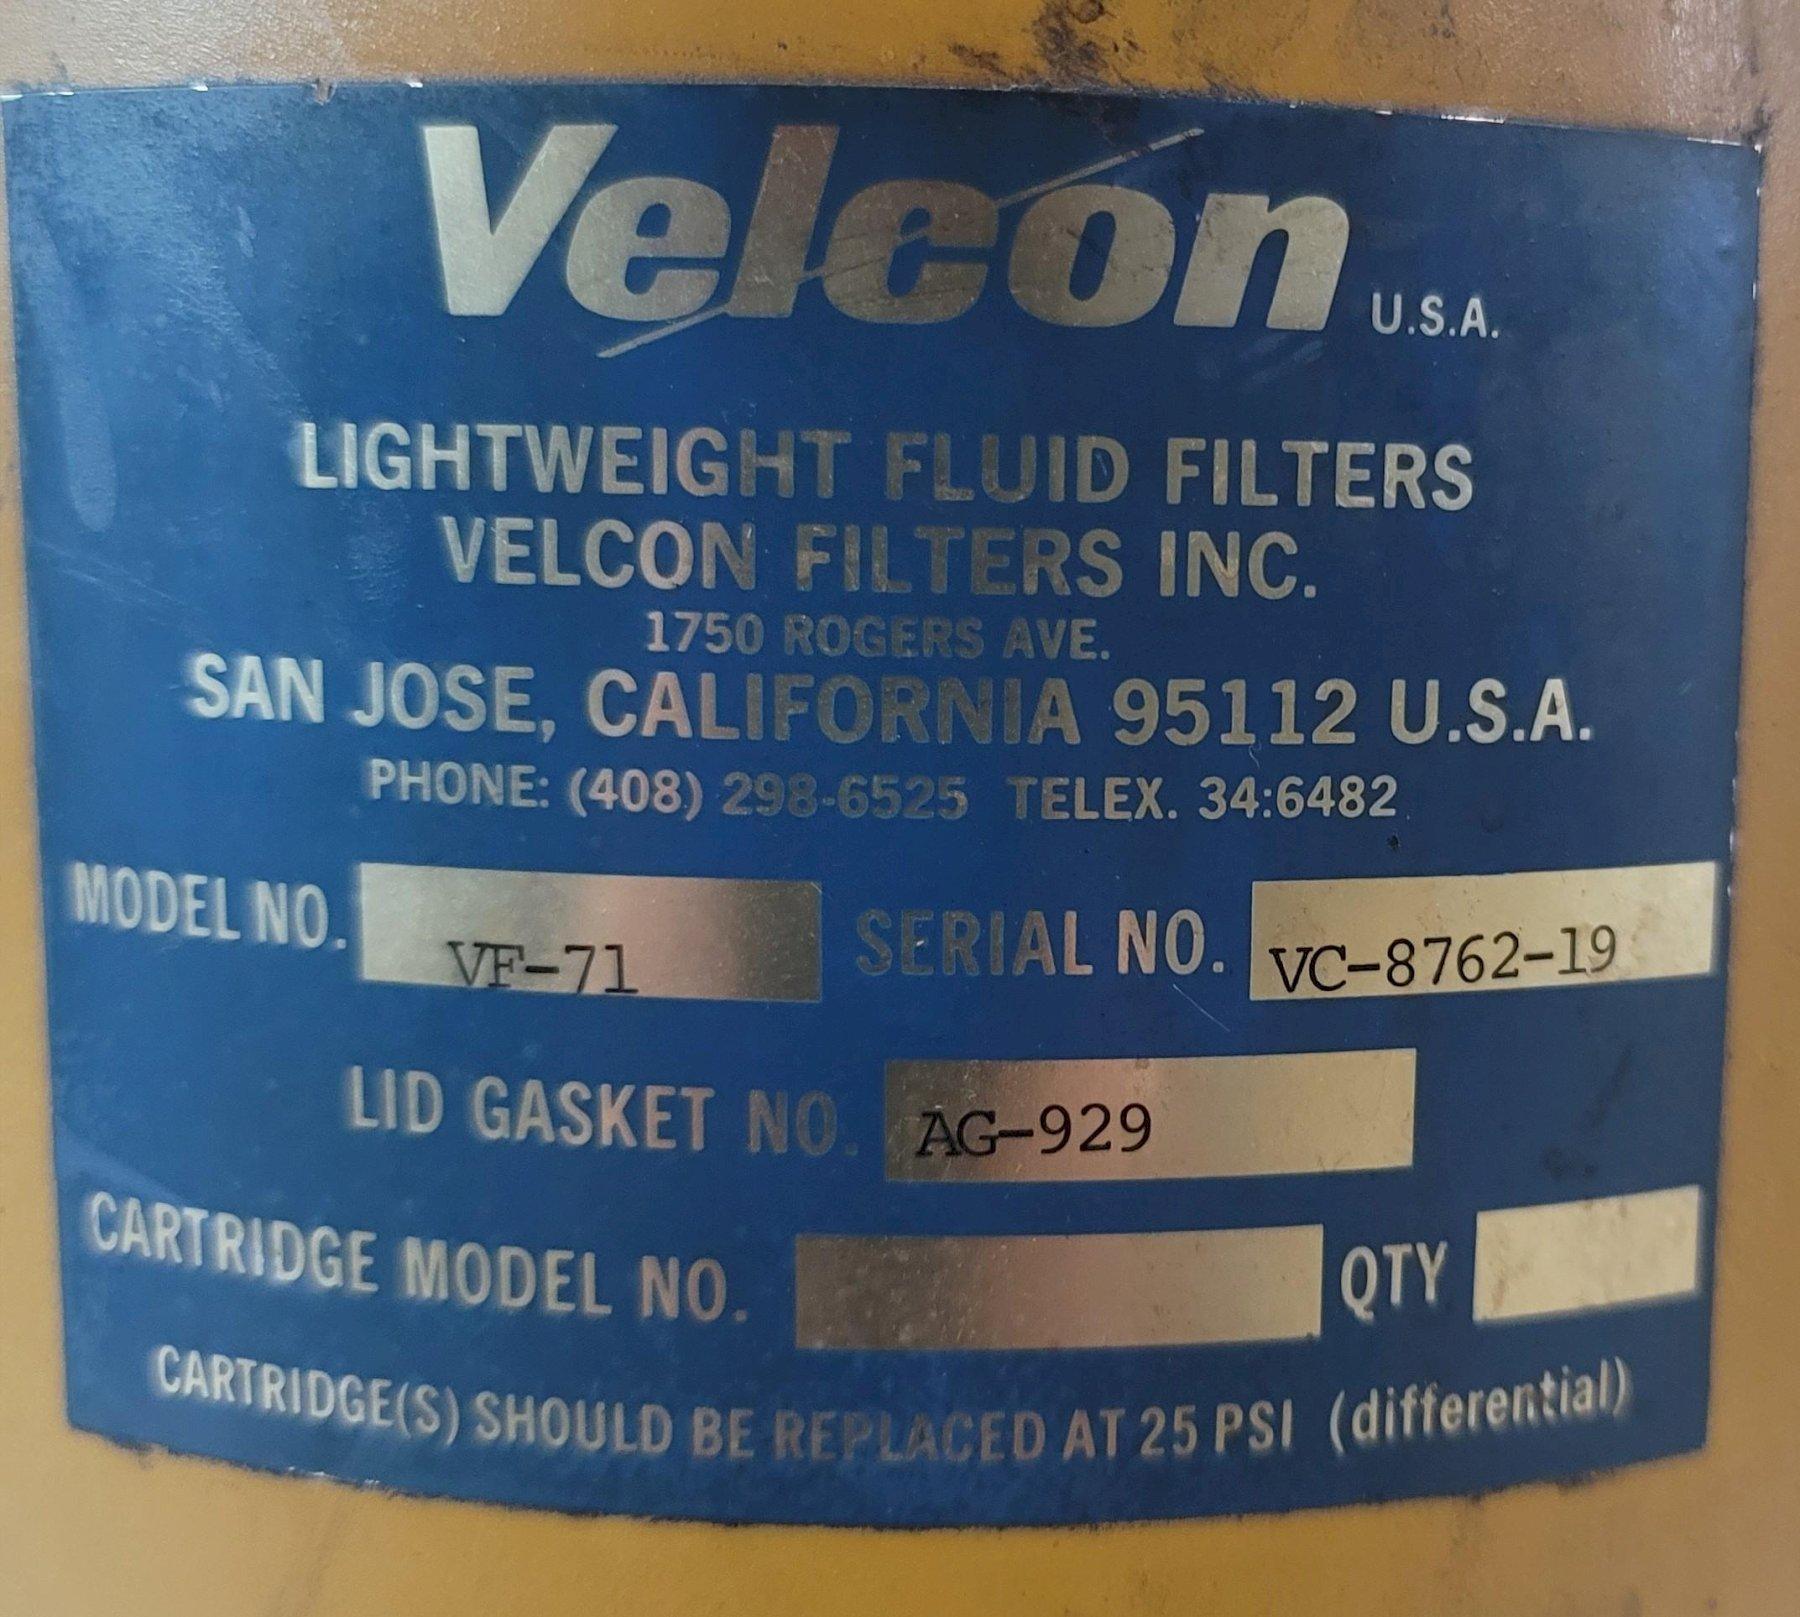 Velcon U.S.A.
LIGHTWEIGHT FLUID FILTERS
VELCON FILTERS INC.
1750 ROGERS AVE.
SAN JOSE, CALIFORNIA 95112 U.S.A.
PHONE: (408) 298-6525 TELEX. 34:6482
MODEL NO. VF-71 SERIAL NO. VC-8762-19
LID GASKET NO. AG-929
CARTRIDGE MODEL NO. QTY
CARTRIDGE(S) SHOULD BE REPLACED AT 25 PSI (differential)